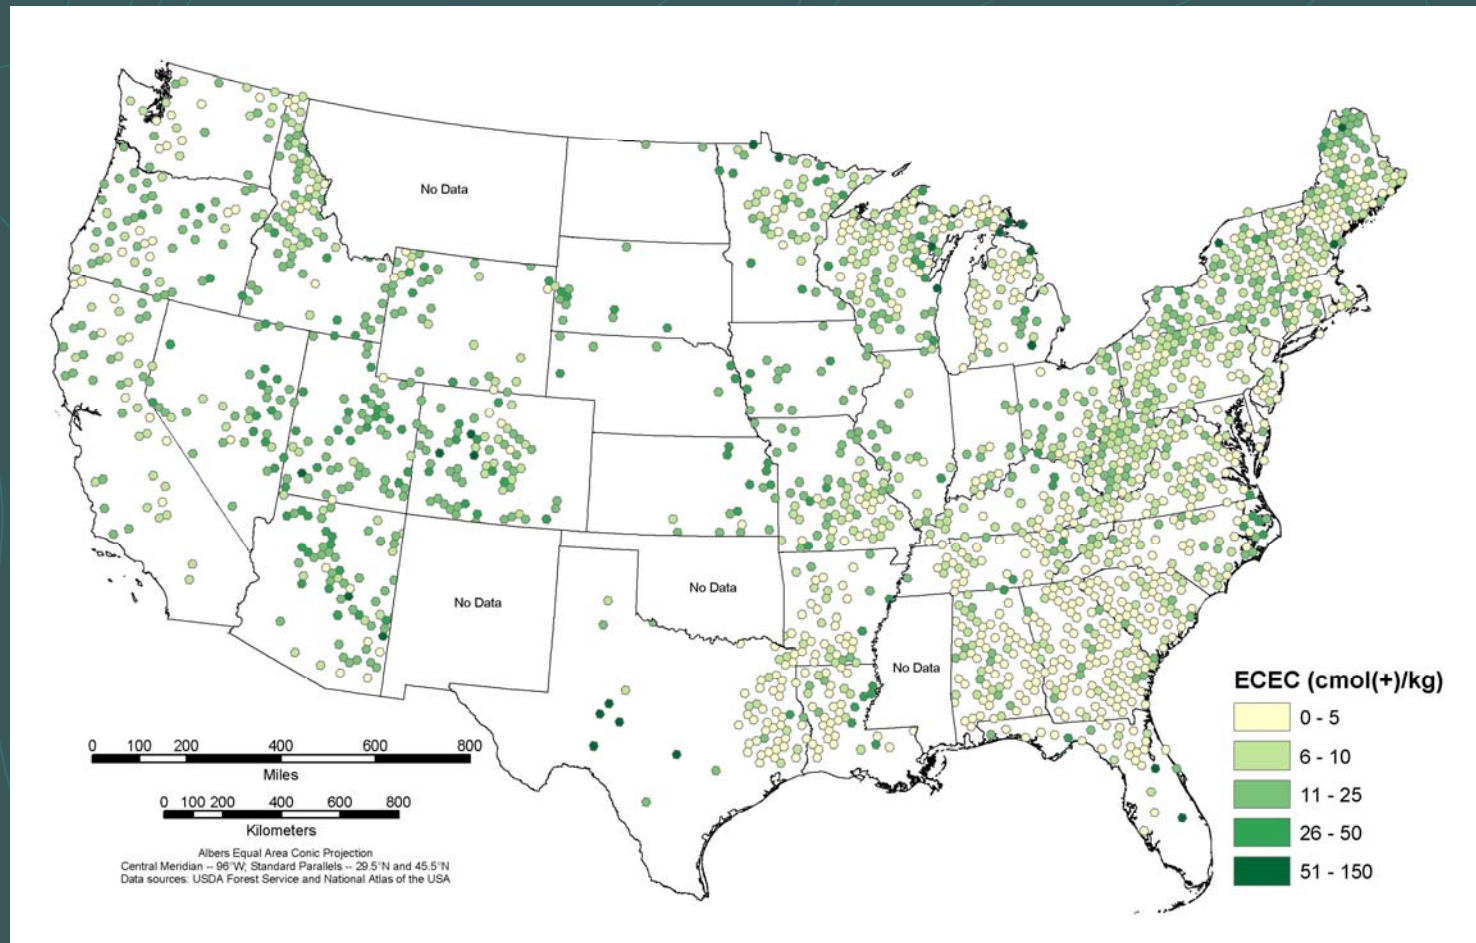 No Data
No Data
No Data
No Data
ECEC (cmol(+)/kg)
0 - 5
6 - 10
11 - 25
26 - 50
51 - 150
0 100 200 400 600 800
Miles
0 100 200 400 600 800
Kilometers
Albers Equal Area Conic Projection
Central Meridian -- 96°W; Standard Parallels -- 29.5°N and 45.5°N
Data sources: USDA Forest Service and National Atlas of the USA